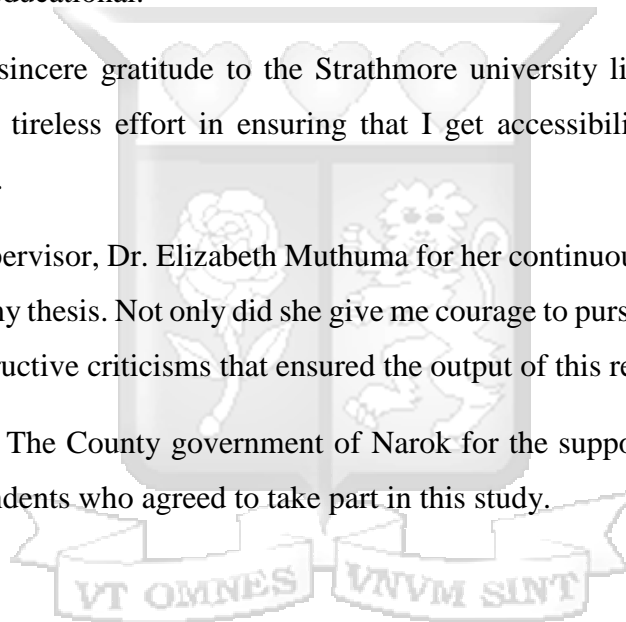 educational.
sincere gratitude to the Strathmore university li
tireless effort in ensuring that I get accessibili
pervisor, Dr. Elizabeth Muthuma for her continuou
ny thesis. Not only did she give me courage to purs
ructive criticisms that ensured the output of this re
The County government of Narok for the suppo
ndents who agreed to take part in this study.
VT OMNES VNVM SINT